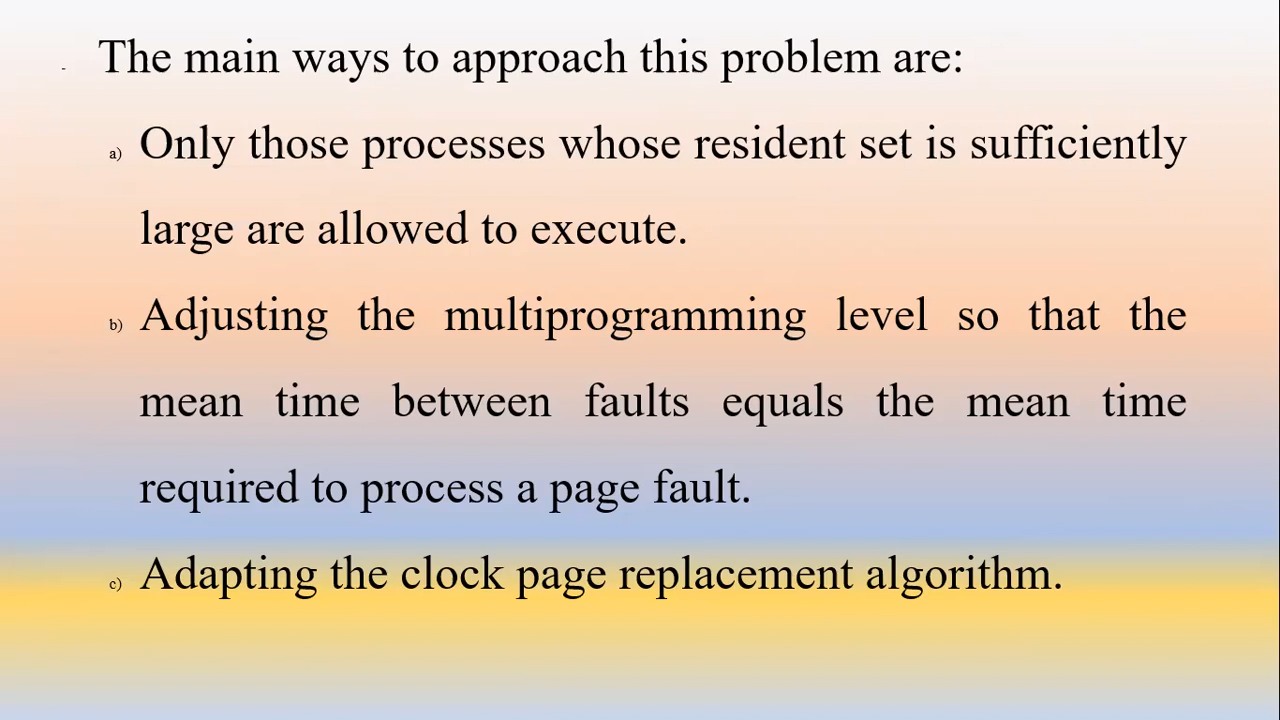 - The main ways to approach this problem are:
a) Only those processes whose resident set is sufficiently
large are allowed to execute.
b) Adjusting the multiprogramming level so that the
mean time between faults equals the mean time
required to process a page fault.
c) Adapting the clock page replacement algorithm.